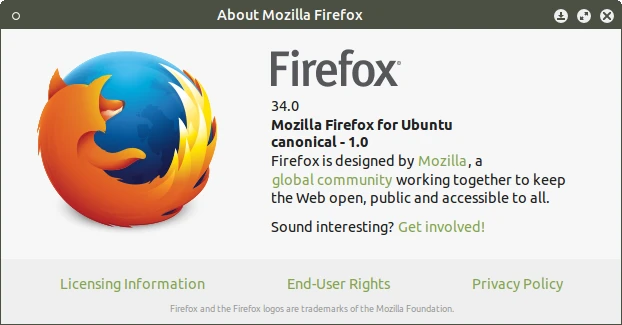 About Mozilla Firefox
Firefox
34.0
Mozilla Firefox for Ubuntu
canonical - 1.0
Firefox is designed by Mozilla, a
global community working together to keep
the Web open, public and accessible to all.
Sound interesting? Get involved!
Licensing Information End-User Rights Privacy Policy
Firefox and the Firefox logos are trademarks of the Mozilla Foundation.